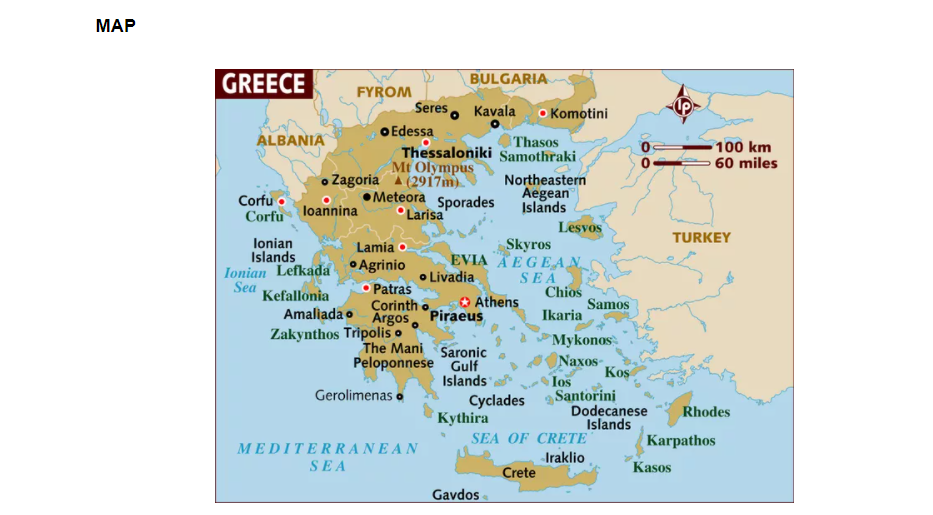 MAP
GREECE
BULGARIA
FYROM
Seres
Kavala
Komotini
ALBANIA
Edessa
Thessaloniki
Thasos
Samothraki
lp
0 100 km
0 60 miles
Mt Olympus
(2917m)
Zagoria
Meteora
Northeastern
Aegean
Islands
Corfu
Corfu
Ioannina
Larisa
Sporades
Lesvos
TURKEY
Ionian
Islands
Lamia
Skyros
EVIA
AEGEAN
SEA
Agrinio
Ionian
Sea
Lefkada
Livadia
Chios
Kefallonia
Patras
Athens
Samos
Corinth
Piraeus
Ikaria
Amaliada
Argos
Zakynthos
Tripolis
Mykonos
The Mani
Peloponnese
Saronic
Gulf
Islands
Naxos
Kos
Ios
Santorini
Gerolimenas
Cyclades
Dodecanese
Islands
Rhodes
Kythira
MEDITERRANEAN
SEA
SEA OF CRETE
Karpathos
Iraklio
Kasos
Crete
Gavdos